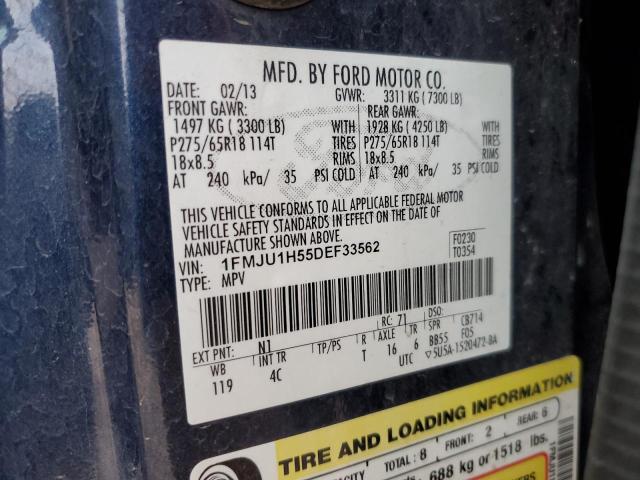 MFD. BY FORD MOTOR CO.
DATE: 02/13 GVWR: 3311 KG ( 7300 LB)
FRONT GAWR: REAR GAWR:
1497 KG ( 3300 LB) WITH 1928 KG ( 4250 LB) WITH
P275/65R18 114T TIRES P275/65R18 114T TIRES
18x8.5 RIMS 18x8.5 RIMS
AT 240 kPa/ 35 PSI COLD AT 240 kPa/ 35 PSI COLD
THIS VEHICLE CONFORMS TO ALL APPLICABLE FEDERAL MOTOR
VEHICLE SAFETY STANDARDS IN EFFECT ON THE DATE OF
MANUFACTURE SHOWN ABOVE.
VIN: 1FMJU1H55DEF33562 F0230
TYPE: MPV T0354
EXT PNT: N1 RC: 71 DSO:
WB INT TR TP/PS R AXLE TR SPR CB714
119 4C T 16 6 BB55 F05
UTC 5U5A-1520472-BA
TIRE AND LOADING INFORMATION
CAPACITY TOTAL: 8 FRONT: 2 REAR: 6
688 kg or 1518 lbs.